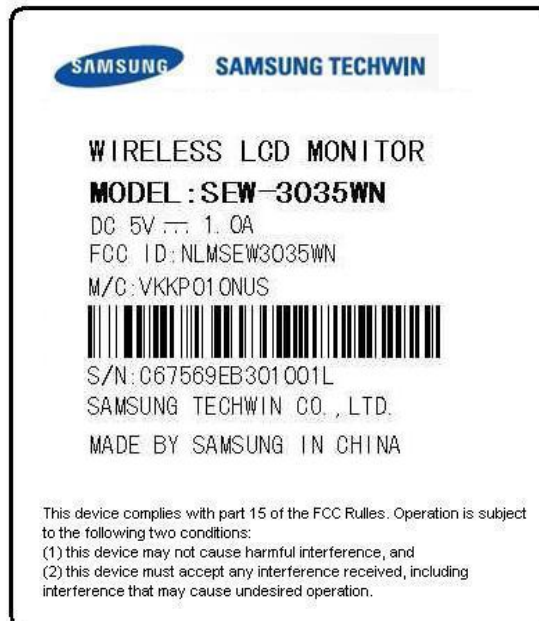 SAMSUNG SAMSUNG TECHWIN
WIRELESS LCD MONITOR
MODEL:SEW-3035WN
DC 5V⎓ 1.0A
FCC ID:NLMSEW3035WN
M/C:VKKP010NUS
S/N:C67569EB301001L
SAMSUNG TECHWIN CO.,LTD.
MADE BY SAMSUNG IN CHINA
This device complies with part 15 of the FCC Rulles. Operation is subject
to the following two conditions:
(1) this device may not cause harmful interference, and
(2) this device must accept any interference received, including
interference that may cause undesired operation.